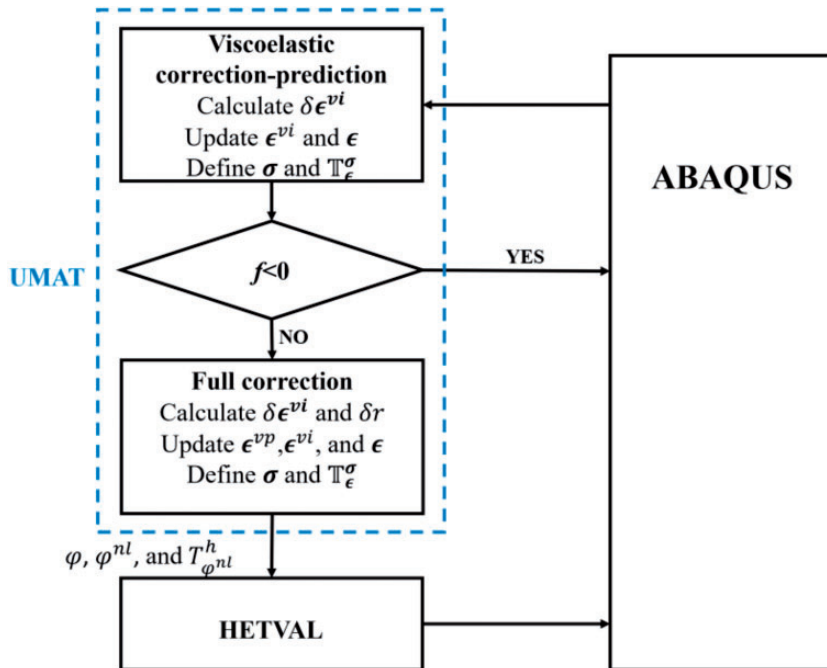 Viscoelastic
correction-prediction
Calculate δϵ^{vi}
Update ϵ^{vi} and ϵ
Define σ and 𝕋^σ_ϵ
ABAQUS
f<0
YES
UMAT
NO
Full correction
Calculate δϵ^{vi} and δr
Update ϵ^{vp},ϵ^{vi}, and ϵ
Define σ and 𝕋^σ_ϵ
φ, φ^{nl}, and T^h_{φ^{nl}}
HETVAL